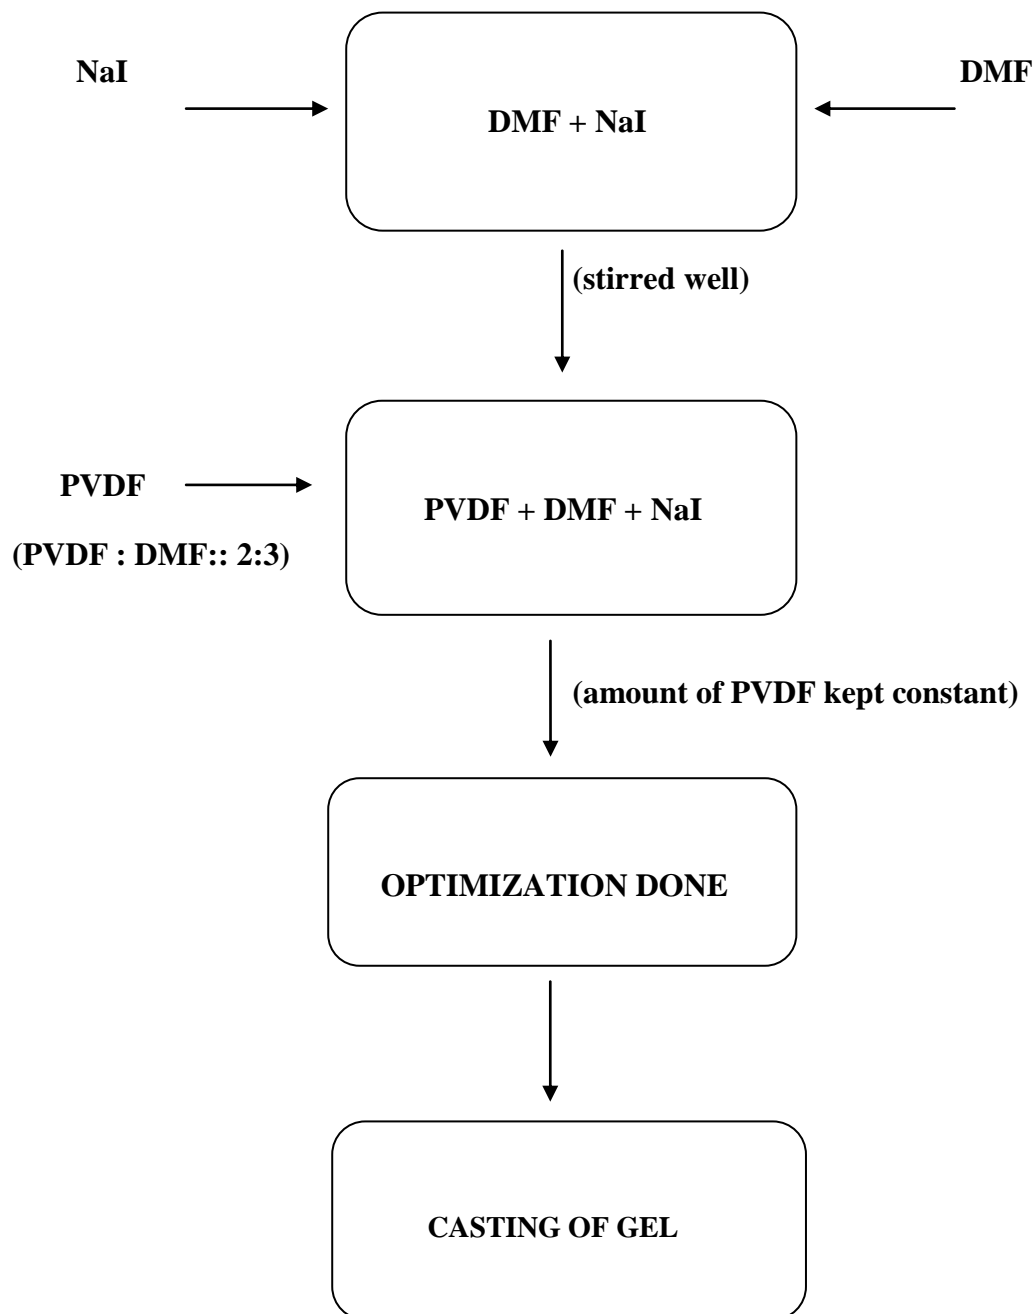 NaI
DMF
DMF + NaI
(stirred well)
PVDF
PVDF + DMF + NaI
(PVDF : DMF:: 2:3)
(amount of PVDF kept constant)
OPTIMIZATION DONE
CASTING OF GEL